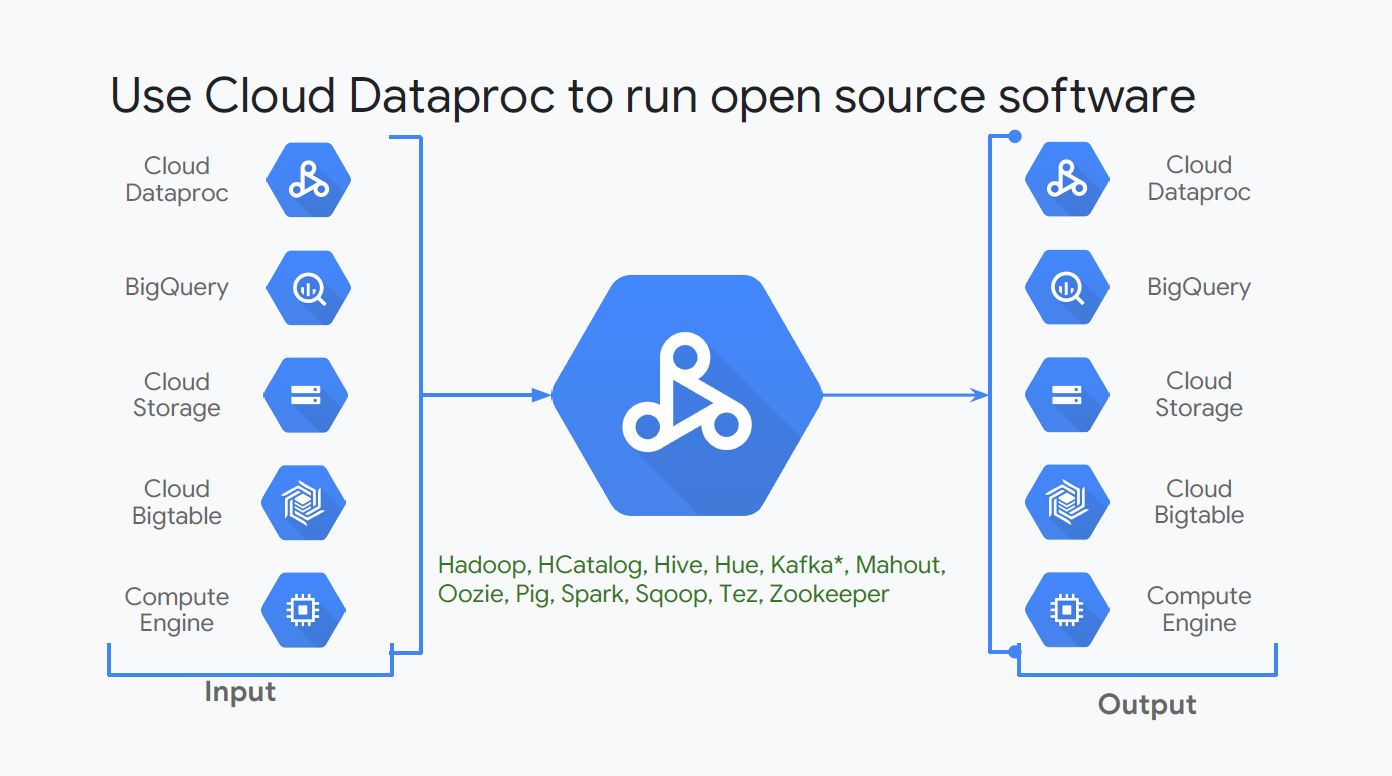 Use Cloud Dataproc to run open source software
Cloud
Dataproc
BigQuery
Cloud
Storage
Cloud
Bigtable
Compute
Engine
Input
Hadoop, HCatalog, Hive, Hue, Kafka*, Mahout,
Oozie, Pig, Spark, Sqoop, Tez, Zookeeper
Cloud
Dataproc
BigQuery
Cloud
Storage
Cloud
Bigtable
Compute
Engine
Output